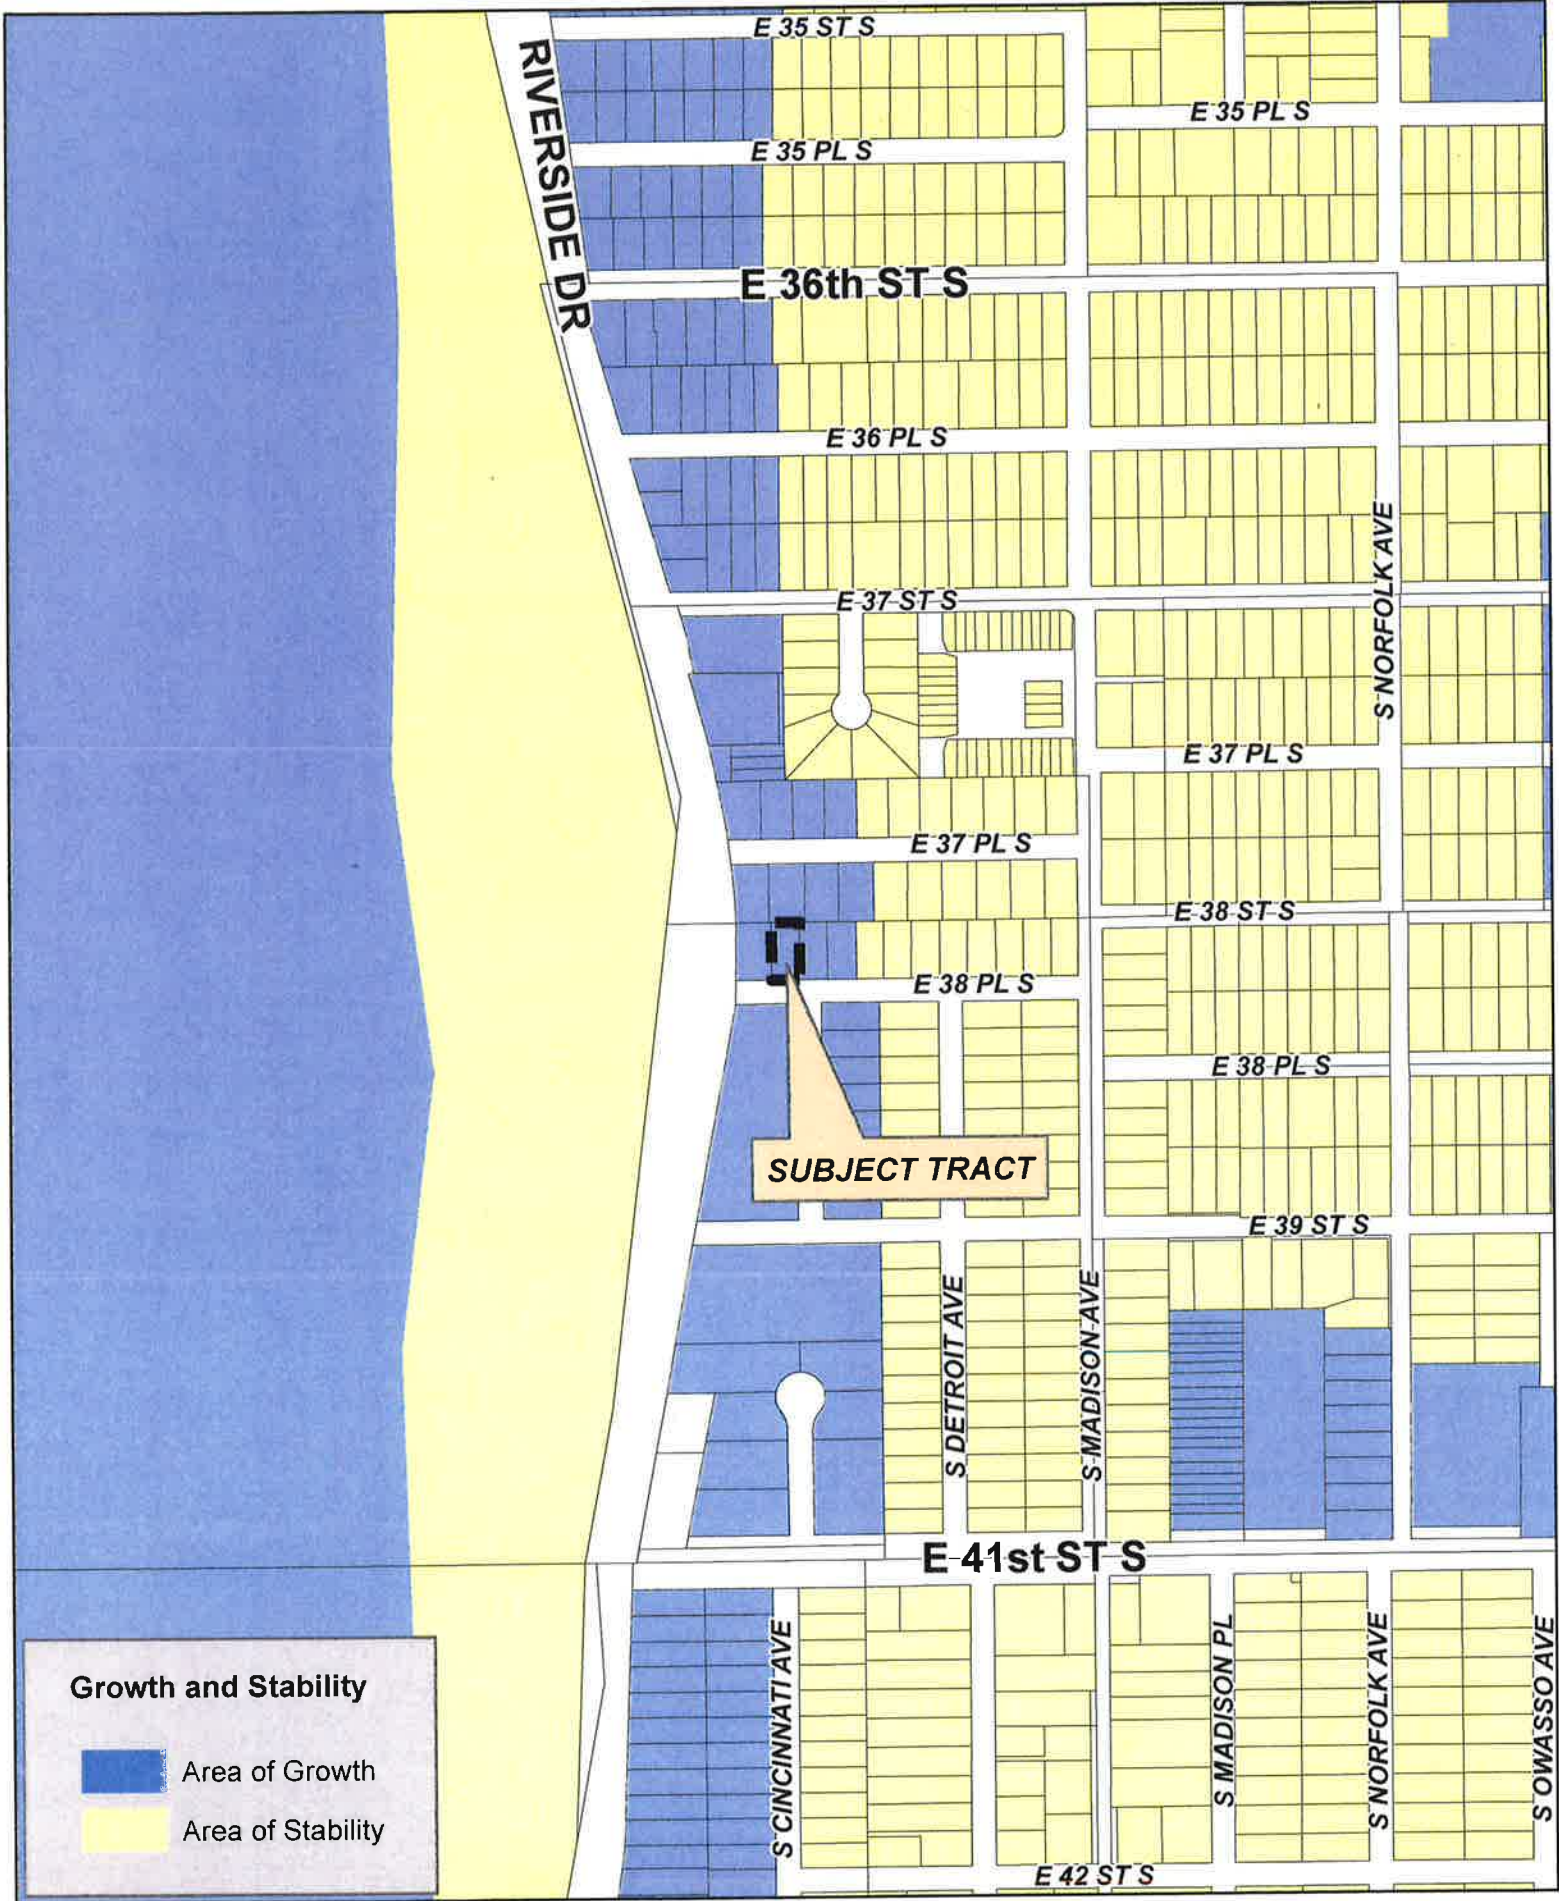 E 35 ST S
RIVERSIDE DR
E 35 PL S
E 35 PL S
E 36th ST S
E 36 PL S
S NORFOLK AVE
E 37 ST S
E 37 PL S
E 37 PL S
E 38 ST S
E 38 PL S
E 38 PL S
SUBJECT TRACT
E 39 ST S
S DETROIT AVE
S MADISON AVE
E 41st ST S
S CINCINNATI AVE
S MADISON PL
S NORFOLK AVE
S OWASSO AVE
Growth and Stability
Area of Growth
Area of Stability
E 42 ST S